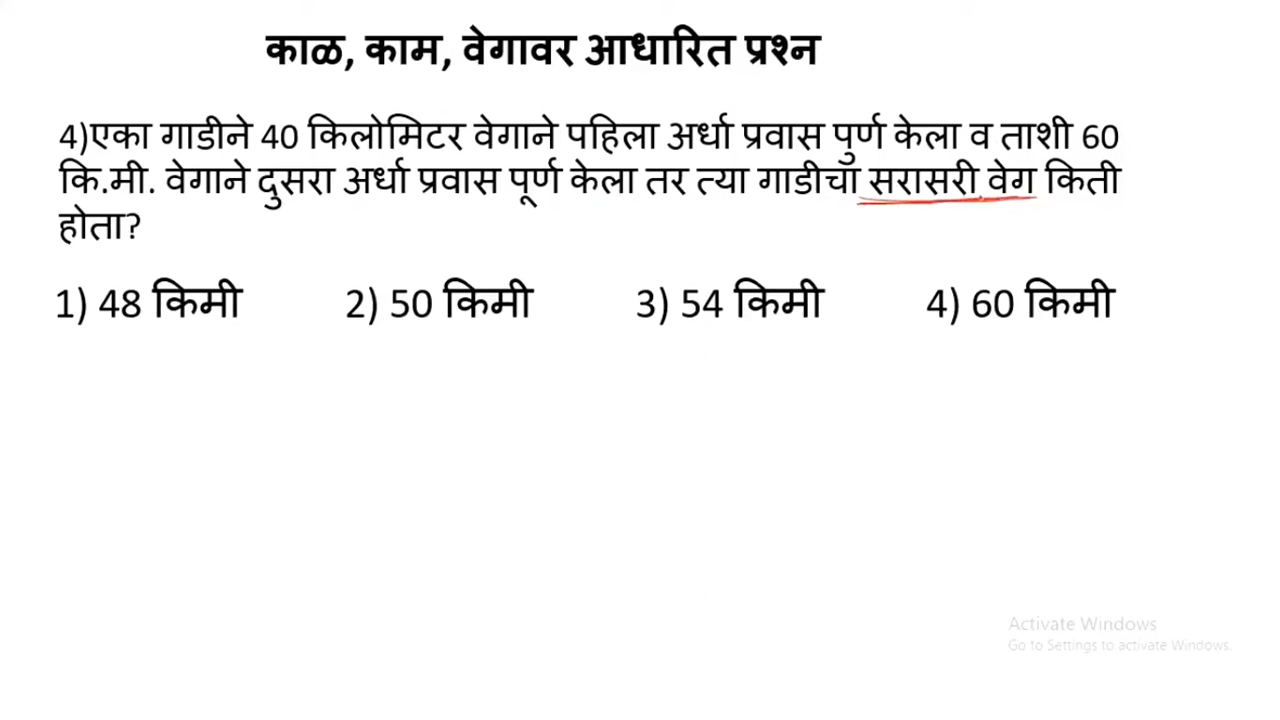 काळ, काम, वेगावर आधारित प्रश्न
4)एका गाडीने 40 किलोमिटर वेगाने पहिला अर्धा प्रवास पुर्ण केला व ताशी 60
कि.मी. वेगाने दुसरा अर्धा प्रवास पूर्ण केला तर त्या गाडीचा सरासरी वेग किती
होता?
1) 48 किमी 2) 50 किमी 3) 54 किमी 4) 60 किमी
Activate Windows
Go to Settings to activate Windows.